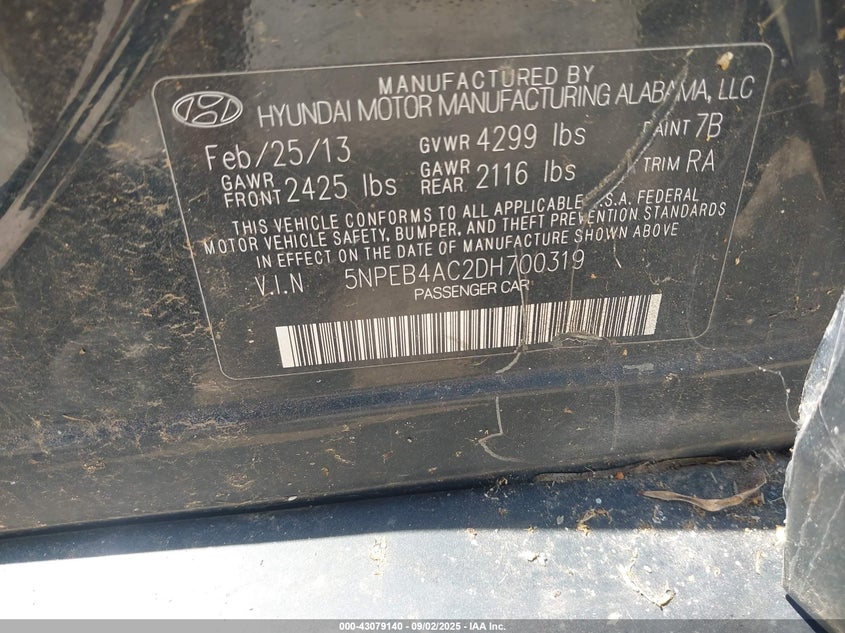 MANUFACTURED BY
HYUNDAI MOTOR MANUFACTURING ALABAMA, LLC
Feb/25/13 GVWR 4299 lbs PAINT 7B
GAWR FRONT 2425 lbs GAWR REAR 2116 lbs TRIM RA
THIS VEHICLE CONFORMS TO ALL APPLICABLE U.S.A. FEDERAL
MOTOR VEHICLE SAFETY, BUMPER, AND THEFT PREVENTION STANDARDS
IN EFFECT ON THE DATE OF MANUFACTURE SHOWN ABOVE
V.I.N 5NPEB4AC2DH700319
PASSENGER CAR
000-43079140 - 09/02/2025 - IAA Inc.